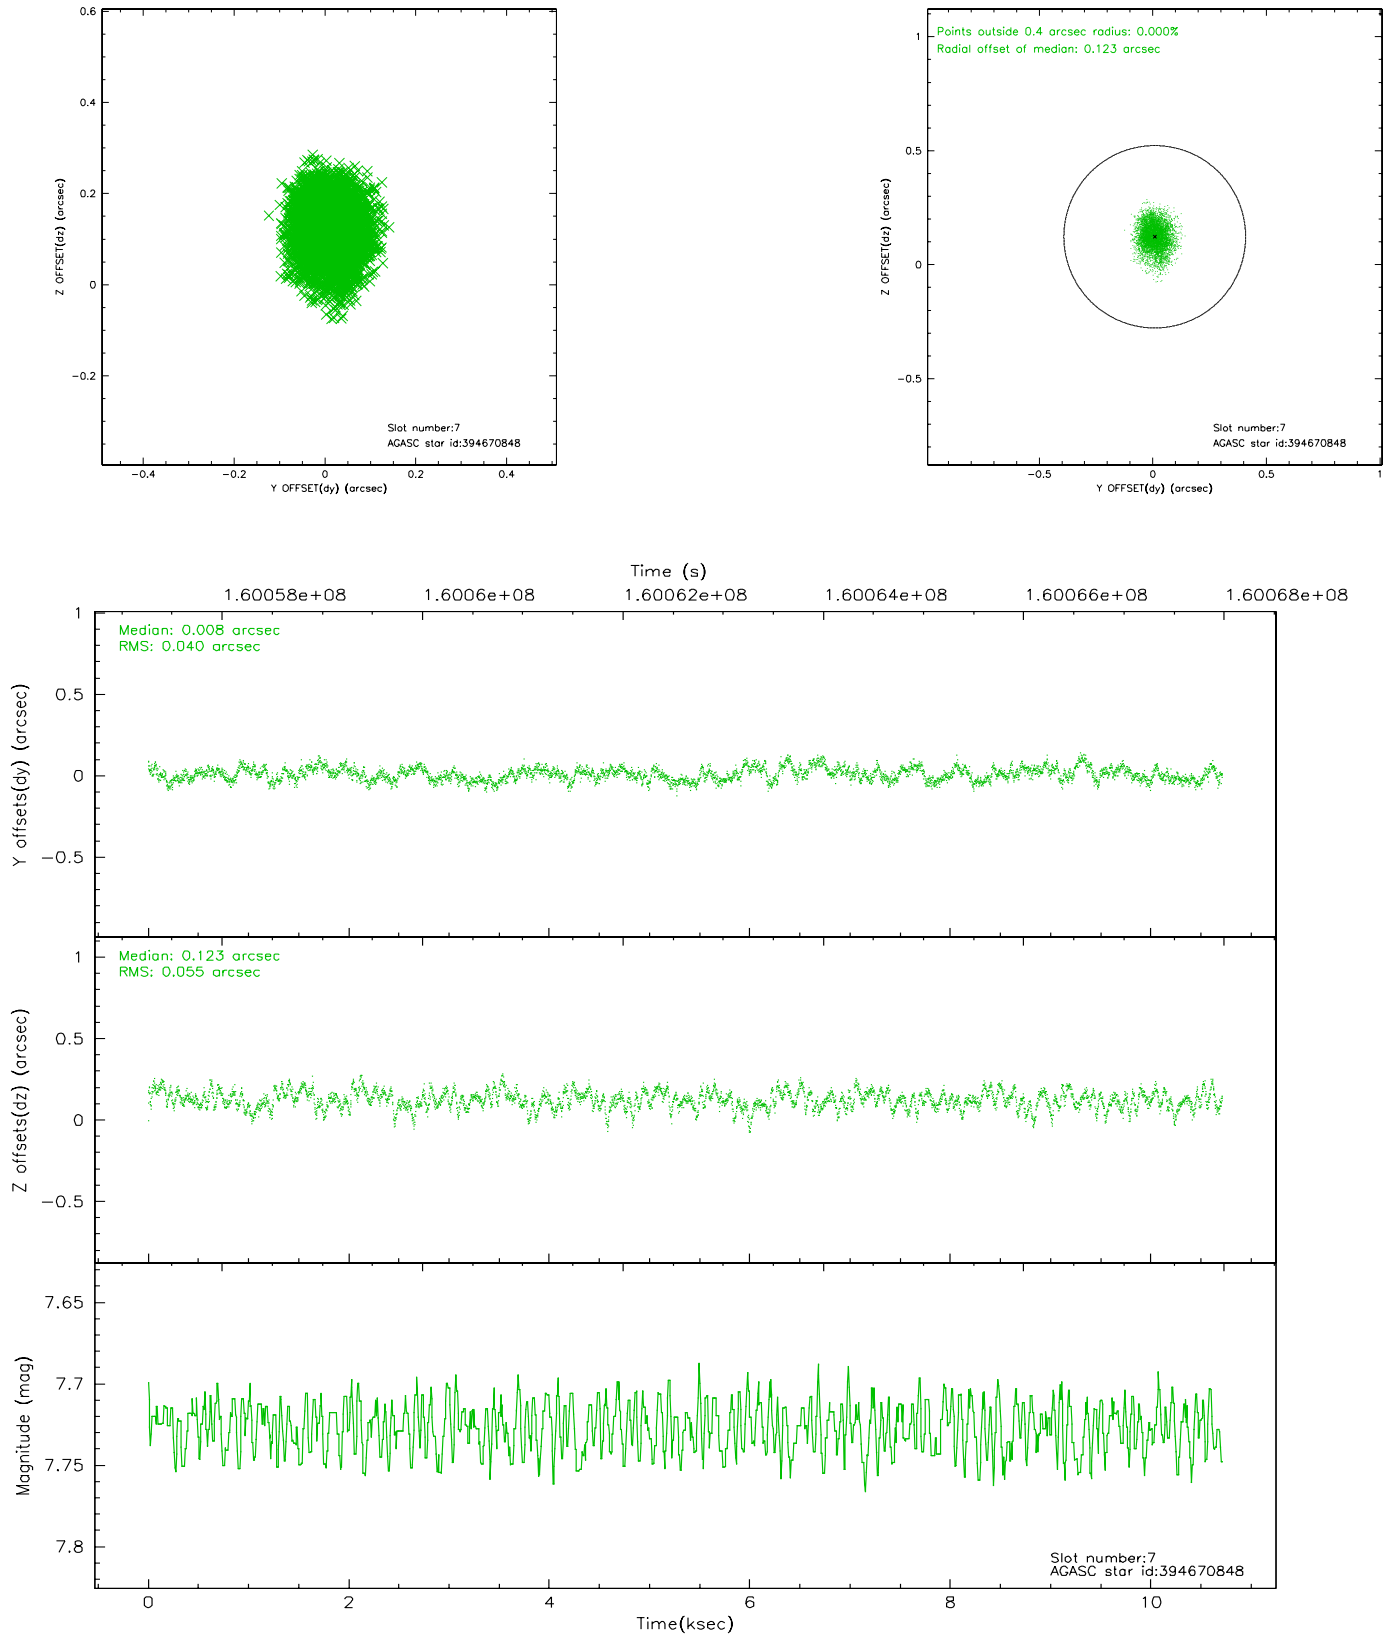 0.6
0.4
0.2
0
−0.2
Z OFFSET(dz) (arcsec)
Slot number:7
AGASC star id:394670848
−0.4 −0.2 0 0.2 0.4
Y OFFSET(dy) (arcsec)
Points outside 0.4 arcsec radius: 0.000%
Radial offset of median: 0.123 arcsec
1
0.5
0
−0.5
Z OFFSET(dz) (arcsec)
Slot number:7
AGASC star id:394670848
−0.5 0 0.5 1
Y OFFSET(dy) (arcsec)
Time (s)
1.60058e+08 1.6006e+08 1.60062e+08 1.60064e+08 1.60066e+08 1.60068e+08
Median: 0.008 arcsec
RMS: 0.040 arcsec
1
0.5
0
−0.5
Y offsets(dy) (arcsec)
Median: 0.123 arcsec
RMS: 0.055 arcsec
1
0.5
0
−0.5
Z offsets(dz) (arcsec)
7.65
7.7
7.75
7.8
Magnitude (mag)
Slot number:7
AGASC star id:394670848
0 2 4 6 8 10
Time(ksec)